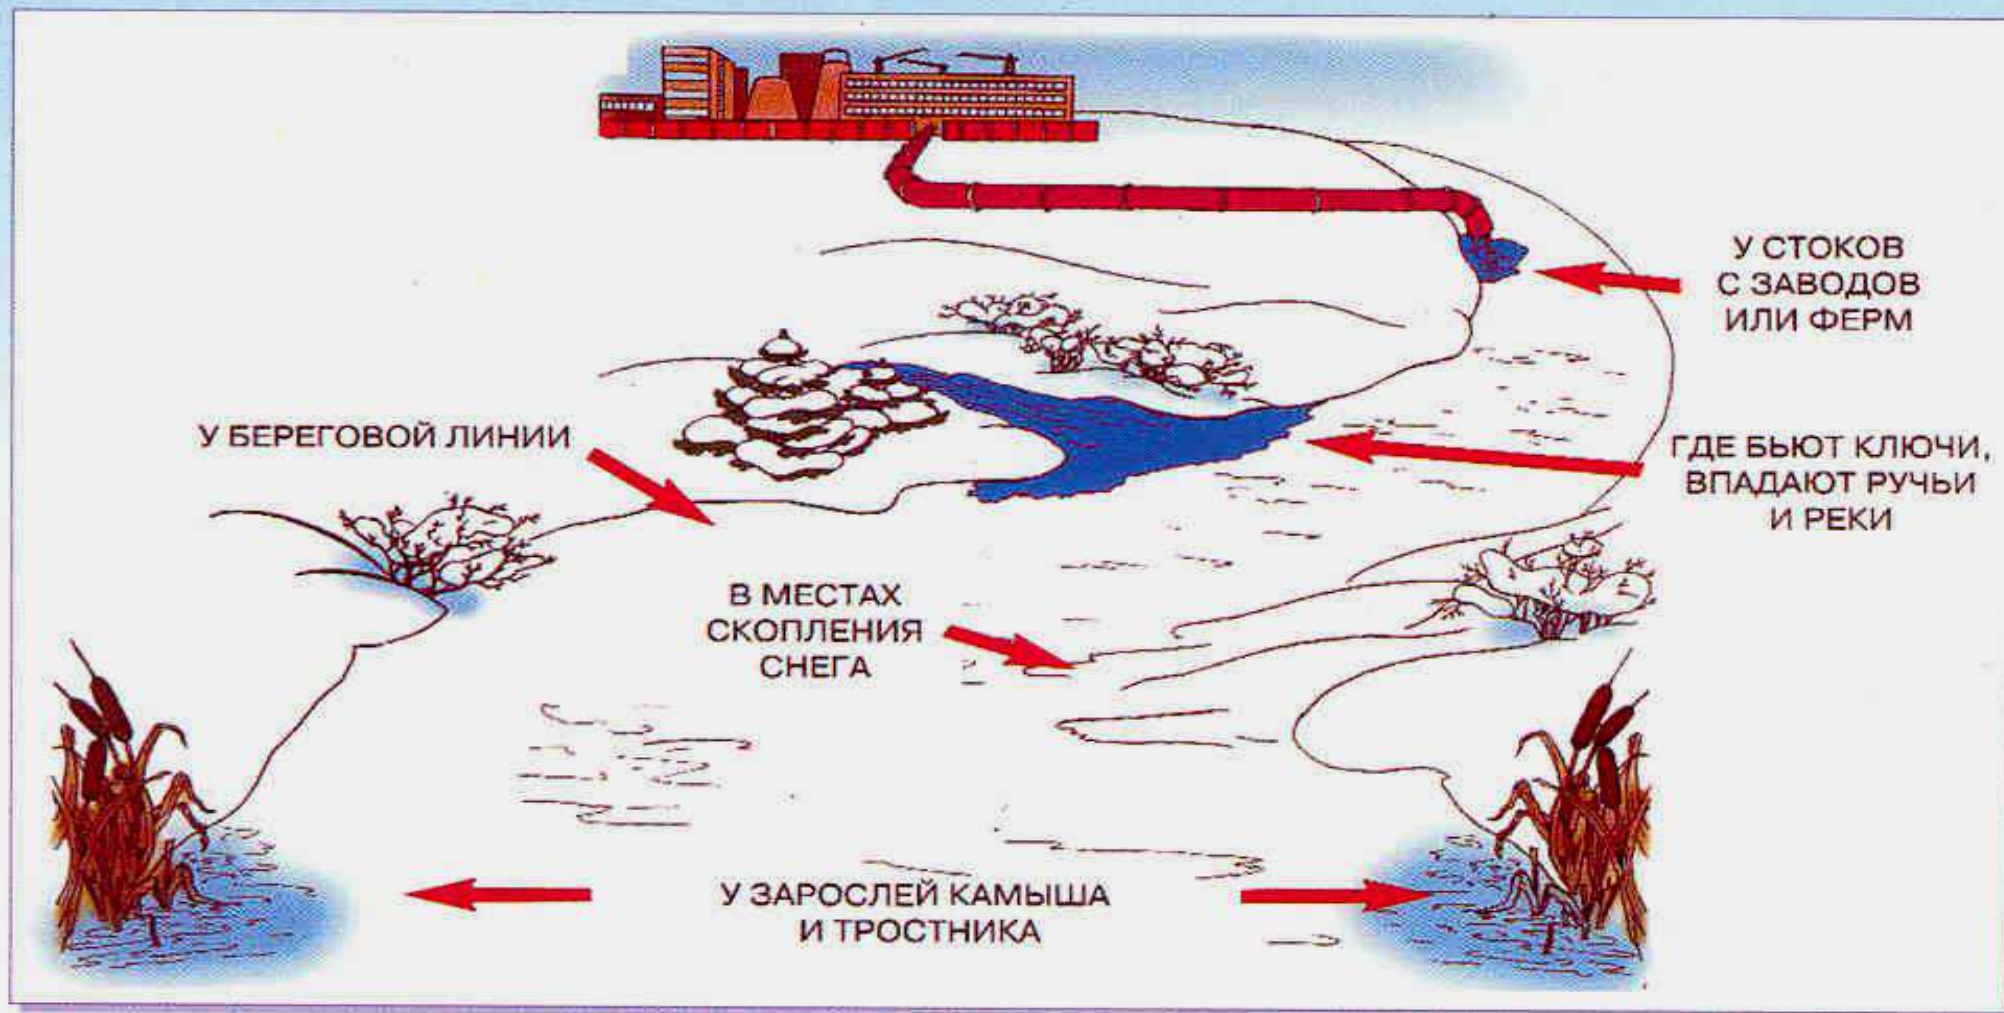 У СТОКОВ
С ЗАВОДОВ
ИЛИ ФЕРМ
У БЕРЕГОВОЙ ЛИНИИ
ГДЕ БЬЮТ КЛЮЧИ,
ВПАДАЮТ РУЧЬИ
И РЕКИ
В МЕСТАХ
СКОПЛЕНИЯ
СНЕГА
У ЗАРОСЛЕЙ КАМЫША
И ТРОСТНИКА